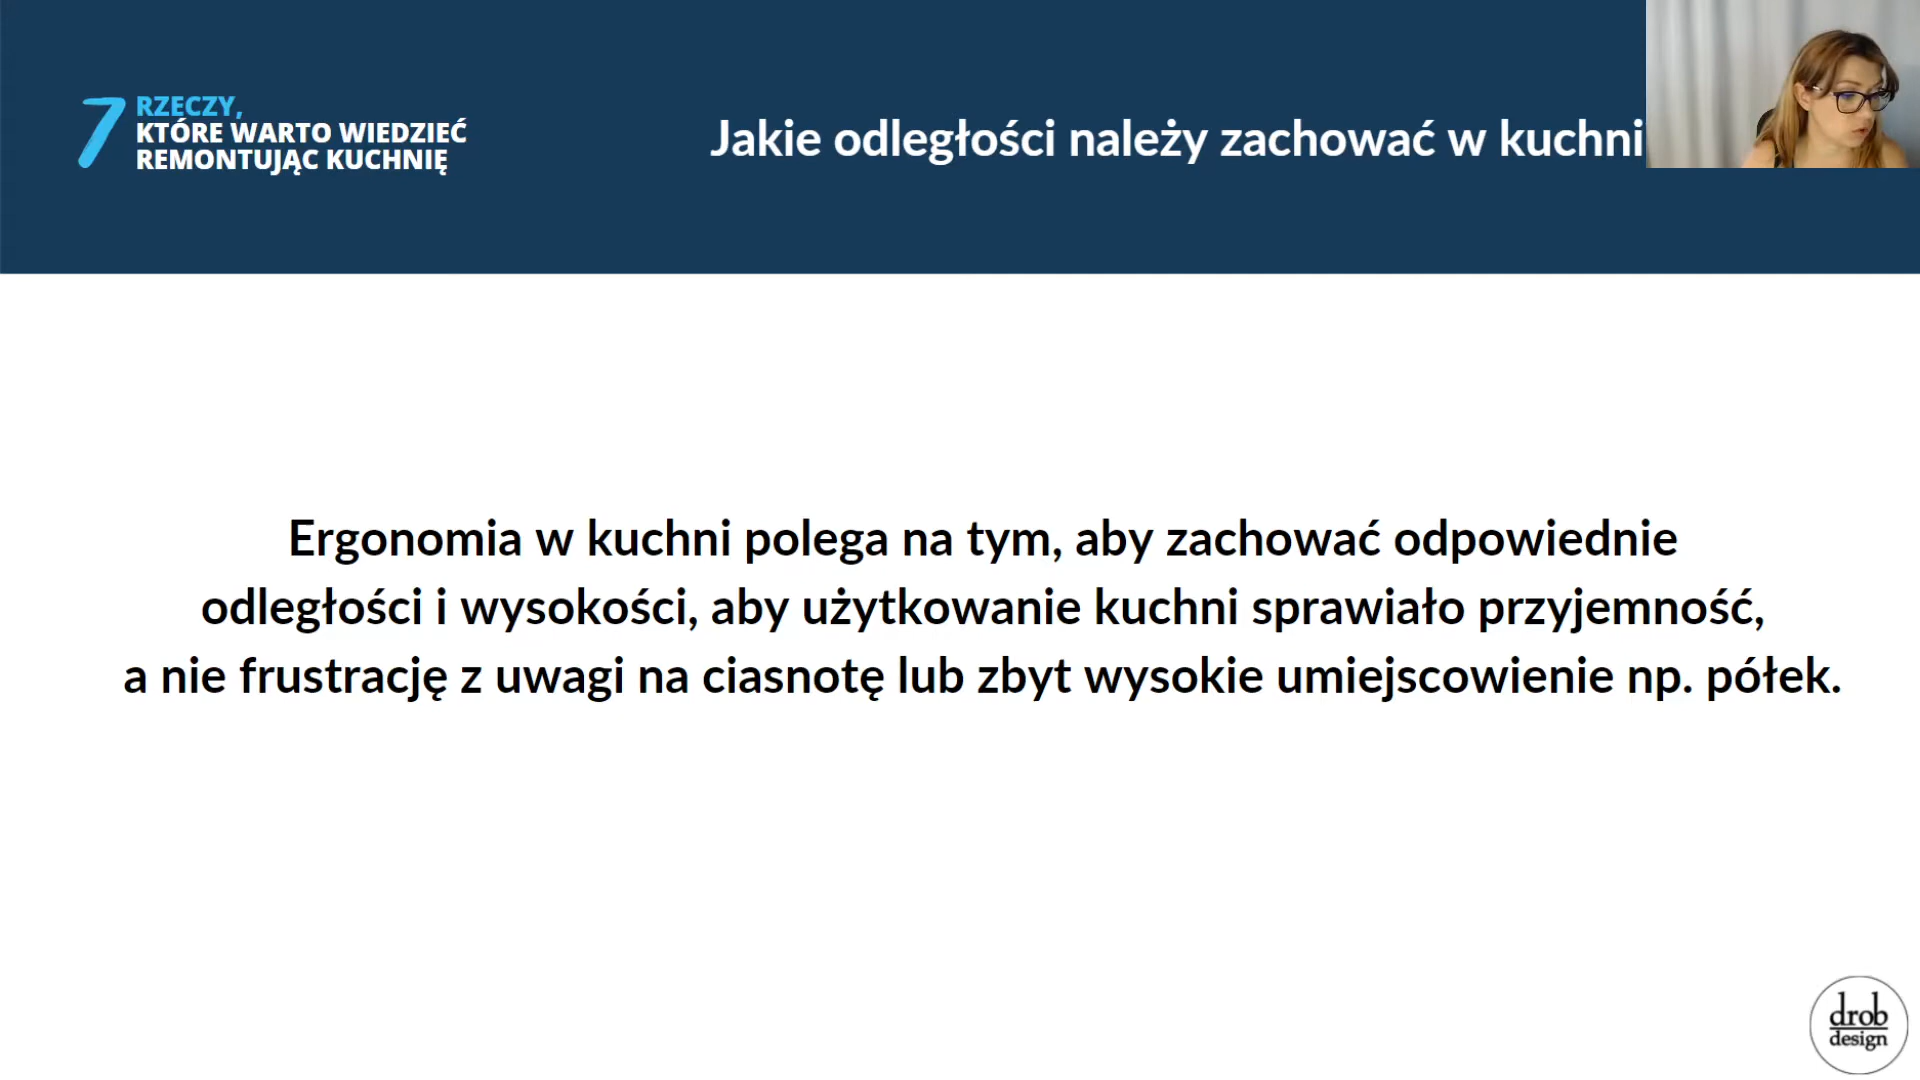 7 RZECZY,
KTÓRE WARTO WIEDZIEĆ
REMONTUJĄC KUCHNIĘ
Jakie odległości należy zachować w kuchni
Ergonomia w kuchni polega na tym, aby zachować odpowiednie
odległości i wysokości, aby użytkowanie kuchni sprawiało przyjemność,
a nie frustrację z uwagi na ciasnotę lub zbyt wysokie umiejscowienie np. półek.
drob
design